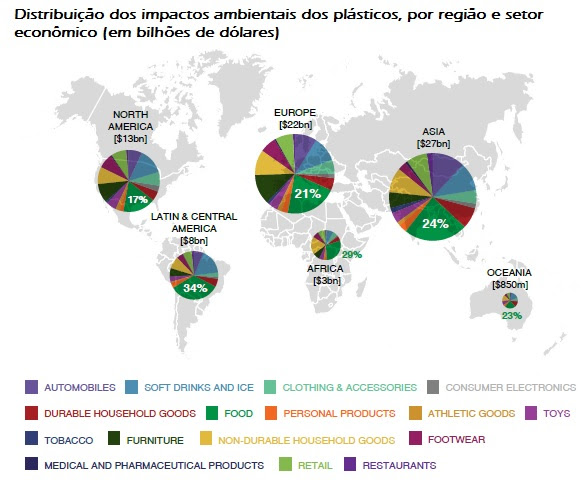 Distribuição dos impactos ambientais dos plásticos, por região e setor
econômico (em bilhões de dólares)
NORTH
AMERICA
[$13bn]
17%
EUROPE
[$22bn]
21%
ASIA
[$27bn]
24%
LATIN & CENTRAL
AMERICA
[$8bn]
34%
29%
AFRICA
[$3bn]
OCEANIA
[$850m]
23%
AUTOMOBILES SOFT DRINKS AND ICE CLOTHING & ACCESSORIES CONSUMER ELECTRONICS
DURABLE HOUSEHOLD GOODS FOOD PERSONAL PRODUCTS ATHLETIC GOODS TOYS
TOBACCO FURNITURE NON-DURABLE HOUSEHOLD GOODS FOOTWEAR
MEDICAL AND PHARMACEUTICAL PRODUCTS RETAIL RESTAURANTS